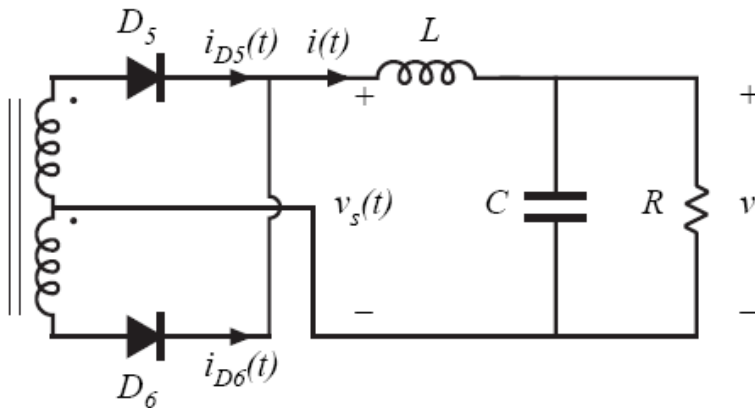 D5 iD5(t) i(t) L
+ +
vs(t) C R v
− −
D6 iD6(t)